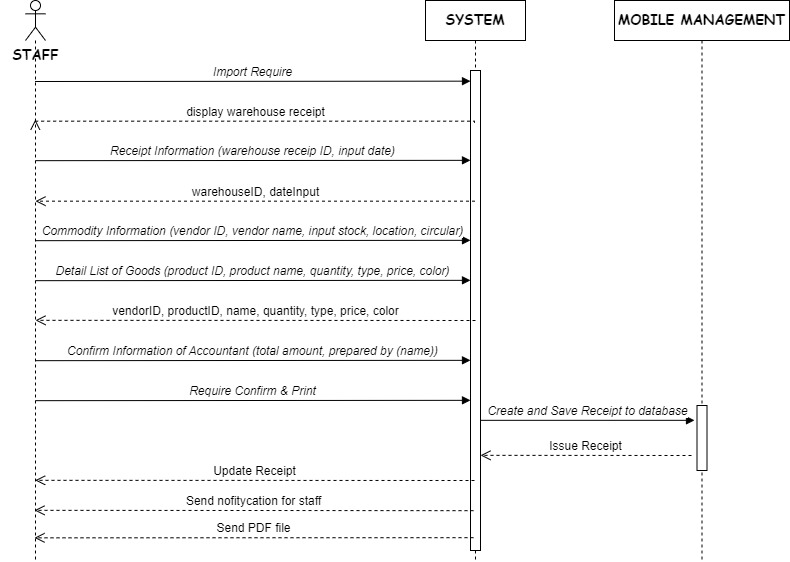 SYSTEM
MOBILE MANAGEMENT
STAFF
Import Require
display warehouse receipt
Receipt Information (warehouse receip ID, input date)
warehouseID, dateInput
Commodity Information (vendor ID, vendor name, input stock, location, circular)
Detail List of Goods (product ID, product name, quantity, type, price, color)
vendorID, productID, name, quantity, type, price, color
Confirm Information of Accountant (total amount, prepared by (name))
Require Confirm & Print
Create and Save Receipt to database
Issue Receipt
Update Receipt
Send nofitycation for staff
Send PDF file